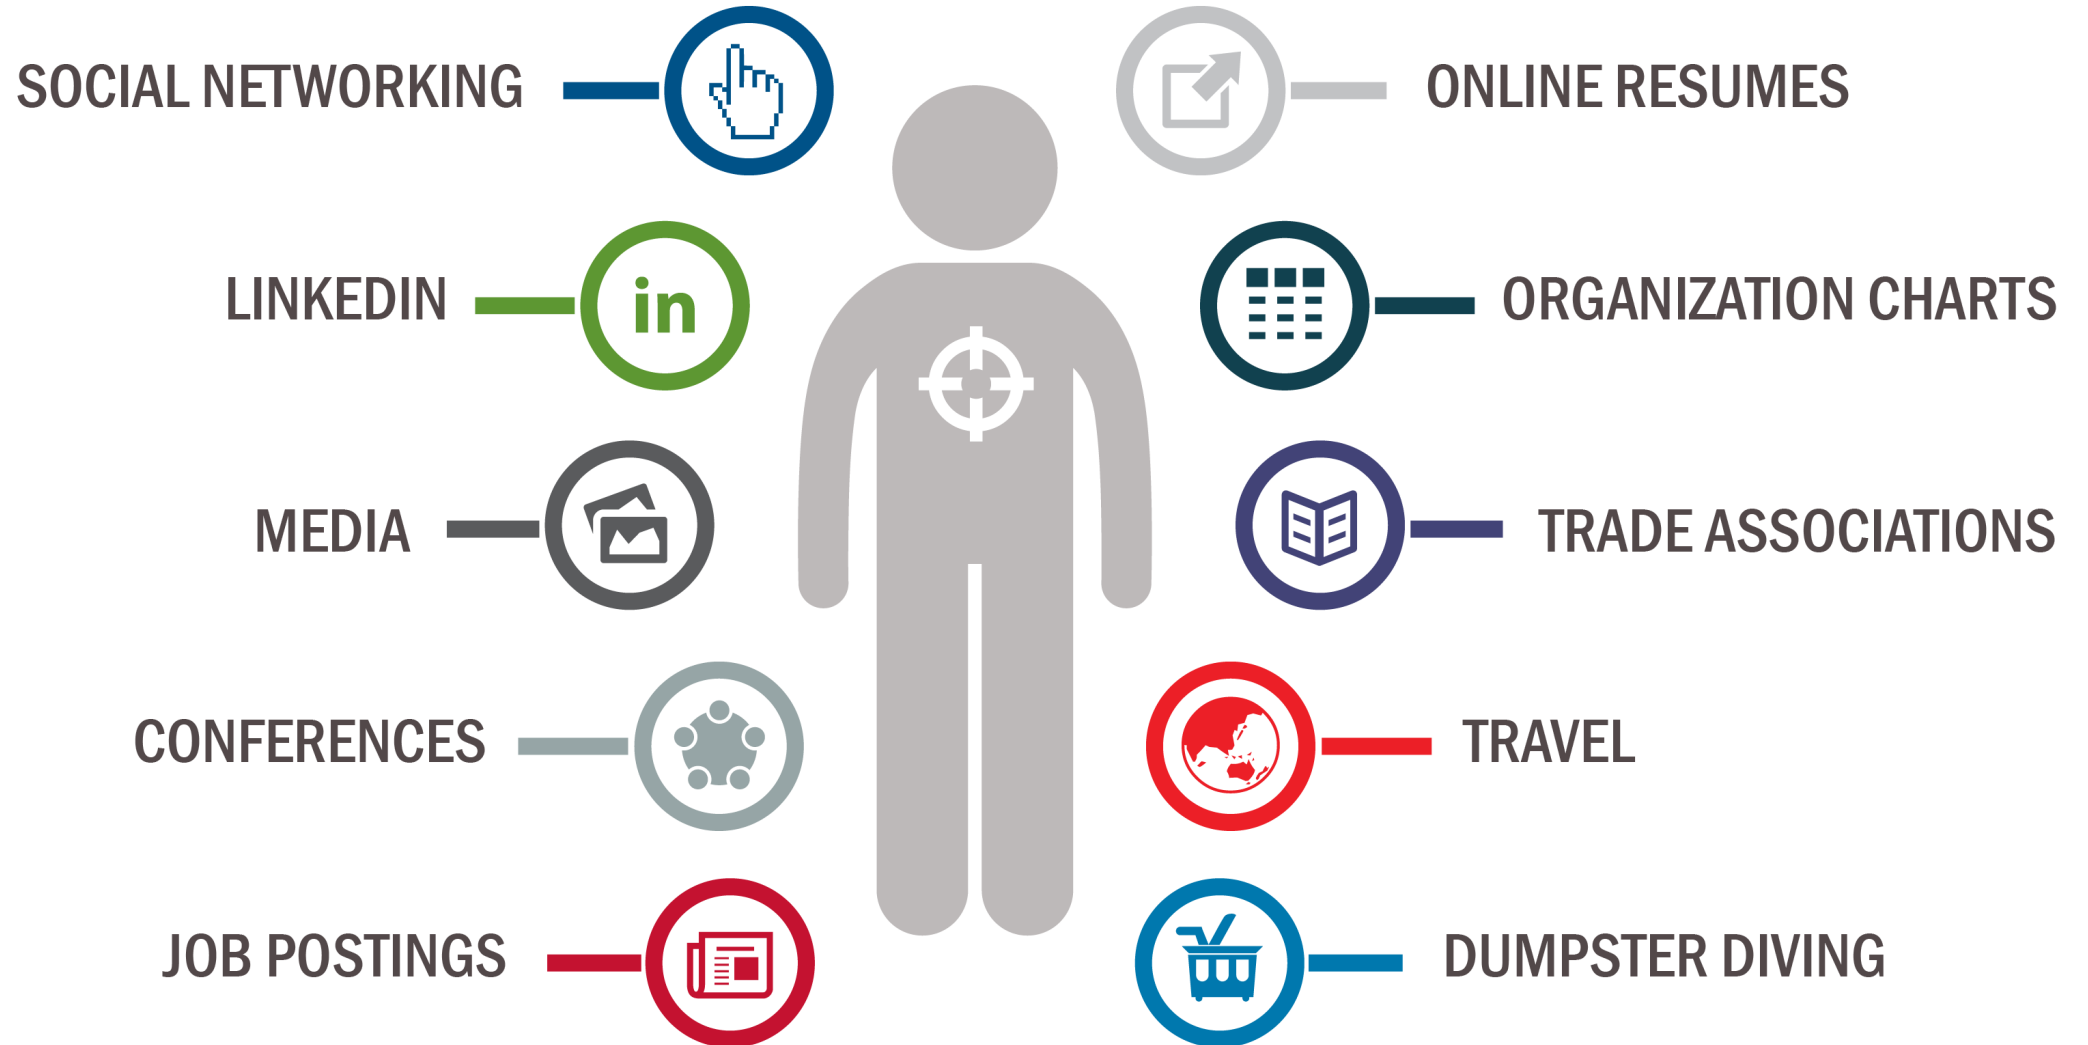 SOCIAL NETWORKING
ONLINE RESUMES
LINKEDIN
in
ORGANIZATION CHARTS
MEDIA
TRADE ASSOCIATIONS
CONFERENCES
TRAVEL
JOB POSTINGS
DUMPSTER DIVING